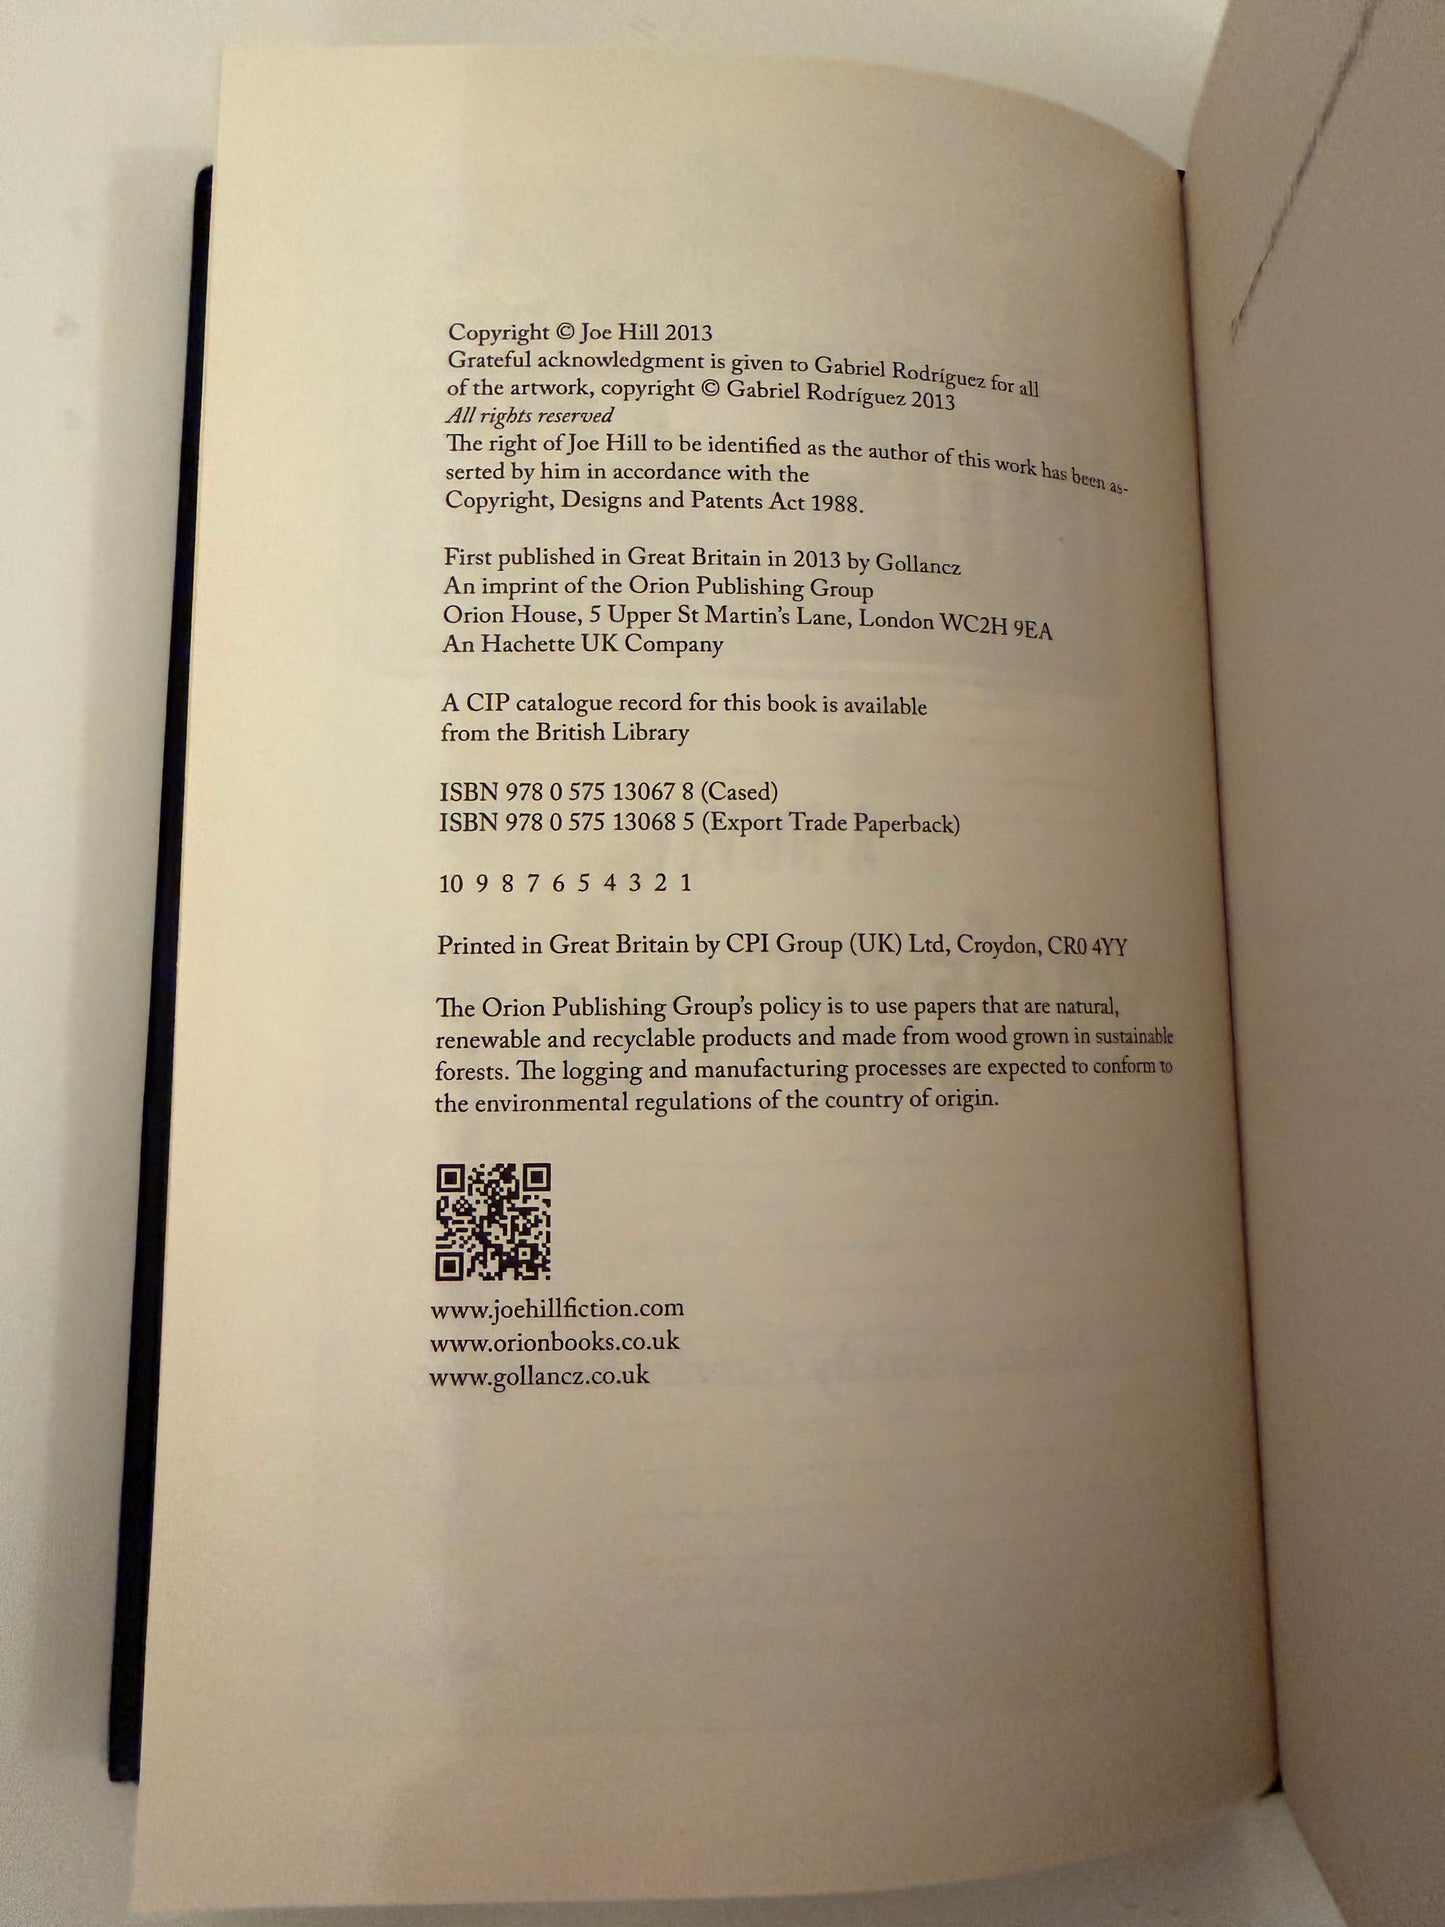 Copyright © Joe Hill 2013
Grateful acknowledgment is given to Gabriel Rodríguez for all
of the artwork, copyright © Gabriel Rodríguez 2013
All rights reserved
The right of Joe Hill to be identified as the author of this work has been as-
serted by him in accordance with the
Copyright, Designs and Patents Act 1988.
First published in Great Britain in 2013 by Gollancz
An imprint of the Orion Publishing Group
Orion House, 5 Upper St Martin's Lane, London WC2H 9EA
An Hachette UK Company
A CIP catalogue record for this book is available
from the British Library
ISBN 978 0 575 13067 8 (Cased)
ISBN 978 0 575 13068 5 (Export Trade Paperback)
10 9 8 7 6 5 4 3 2 1
Printed in Great Britain by CPI Group (UK) Ltd, Croydon, CR0 4YY
The Orion Publishing Group's policy is to use papers that are natural,
renewable and recyclable products and made from wood grown in sustainable
forests. The logging and manufacturing processes are expected to conform to
the environmental regulations of the country of origin.
www.joehillfiction.com
www.orionbooks.co.uk
www.gollancz.co.uk